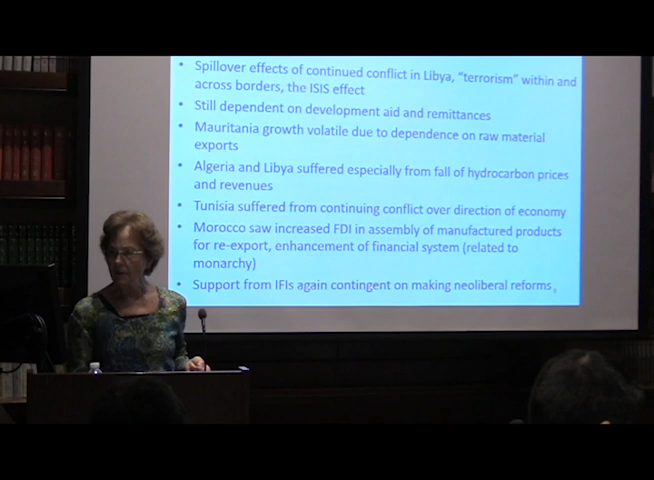 • Spillover effects of continued conflict in Libya, "terrorism" within and
across borders, the ISIS effect
• Still dependent on development aid and remittances
• Mauritania growth volatile due to dependence on raw material
exports
• Algeria and Libya suffered especially from fall of hydrocarbon prices
and revenues
• Tunisia suffered from continuing conflict over direction of economy
• Morocco saw increased FDI in assembly of manufactured products
for re-export, enhancement of financial system (related to
monarchy)
• Support from IFIs again contingent on making neoliberal reforms,